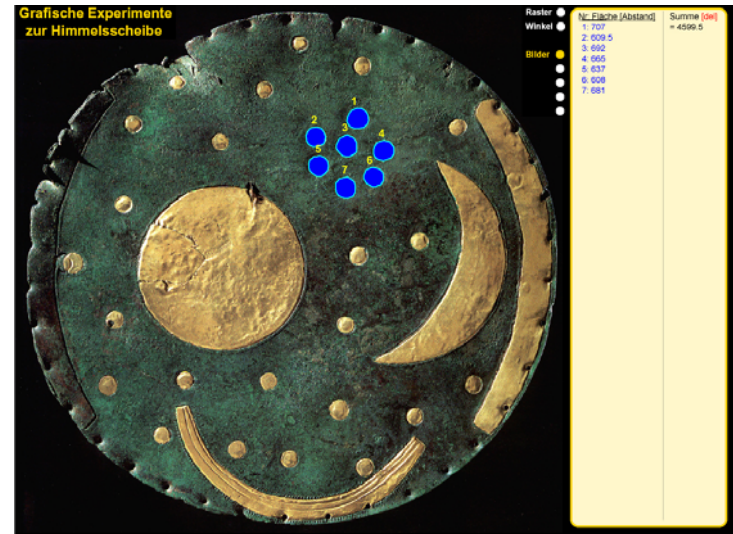 Grafische Experimente
zur Himmelsscheibe
Raster
Winkel
Bilder
1
2
3
4
5
6
7
Nr: Fläche [Abstand]
1: 707
2: 609.5
3: 692
4: 665
5: 637
6: 608
7: 681
Summe [del]
= 4599.5